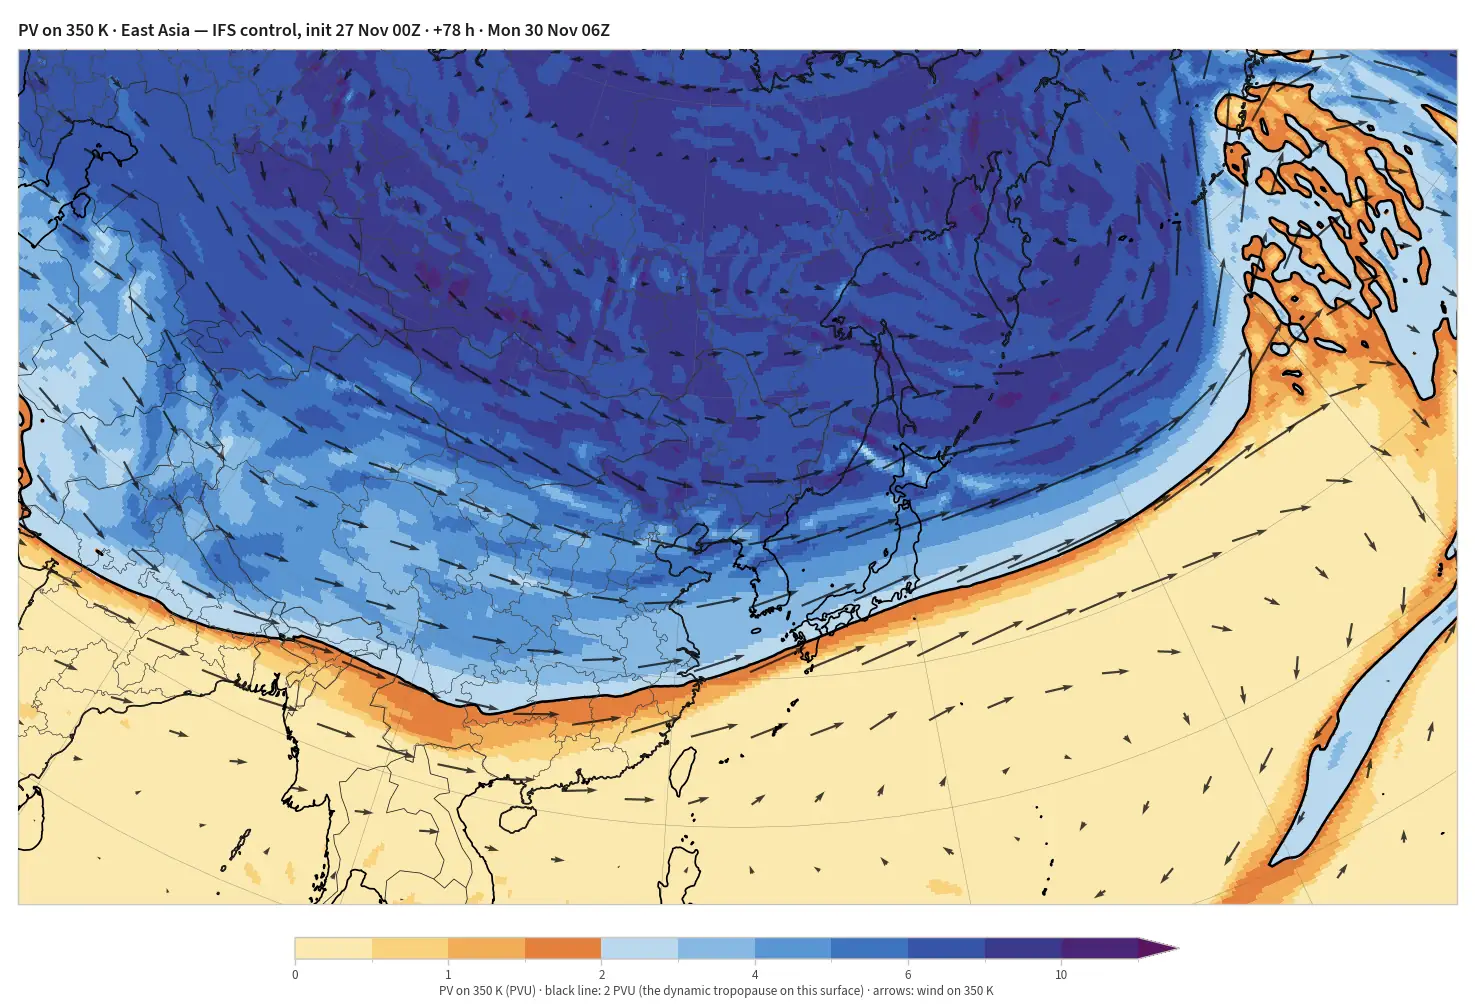 PV on 350 K · East Asia — IFS control, init 27 Nov 00Z · +78 h · Mon 30 Nov 06Z
0 1 2 4 6 10
PV on 350 K (PVU) · black line: 2 PVU (the dynamic tropopause on this surface) · arrows: wind on 350 K